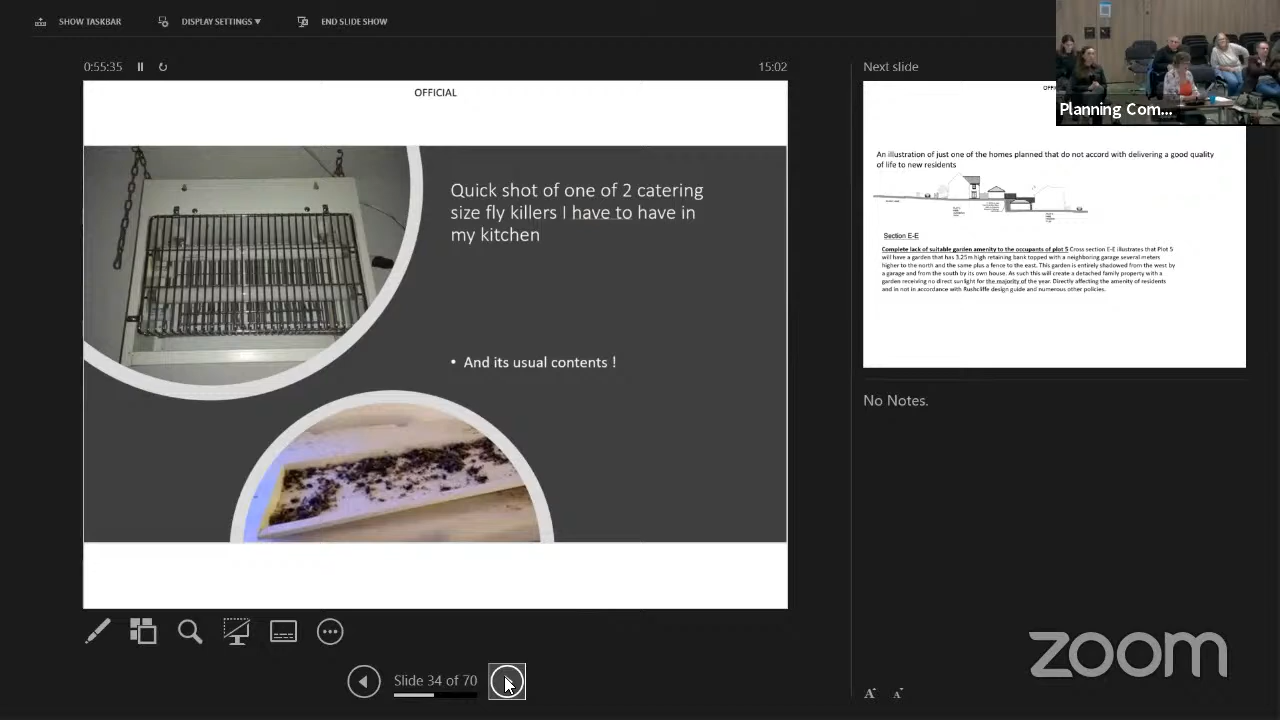 SHOW TASKBAR
DISPLAY SETTINGS ▼
END SLIDE SHOW
0:55:35
15:02
Next slide
OFFICIAL
Planning Com...
Quick shot of one of 2 catering
size fly killers I have to have in
my kitchen
• And its usual contents !
An illustration of just one of the homes planned that do not accord with delivering a good quality
of life to new residents
Section E-E
Complete lack of suitable garden amenity to the occupants of plot 5 Cross section E-E illustrates that Plot 5
will have a garden that has 3.25m high retaining bank topped with a neighboring garage several meters
higher to the north and the same plus a fence to the east. This garden is entirely shadowed from the west by
a garage and from the south by its own house. As such this will create a detached family property with a
garden receiving no direct sunlight for the majority of the year. Directly affecting the amenity of residents
and in not in accordance with Rushcliffe design guide and numerous other policies.
No Notes.
Slide 34 of 70
zoom
A A